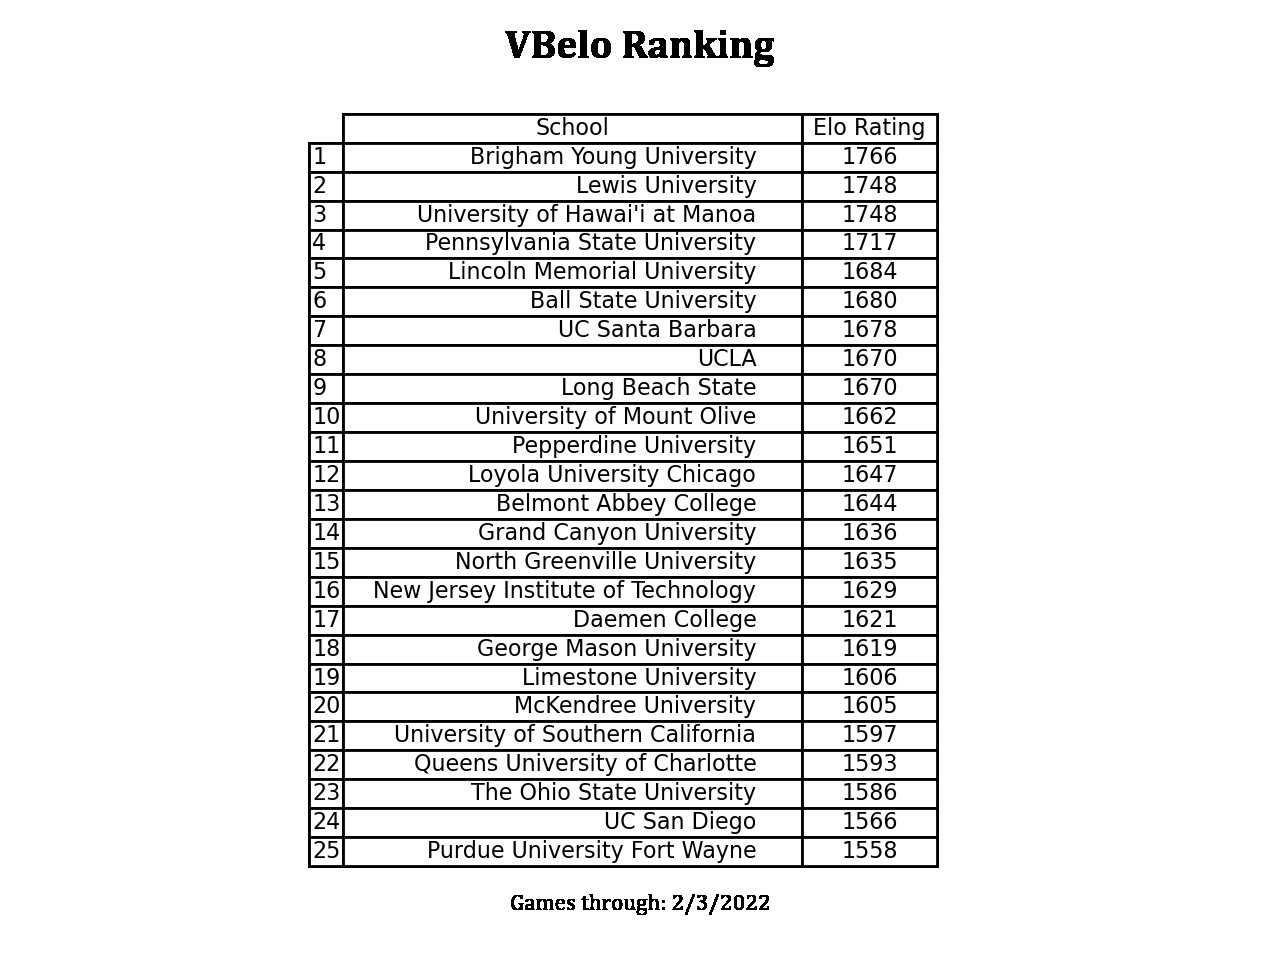 VBelo Ranking
School Elo Rating
1 Brigham Young University 1766
2 Lewis University 1748
3 University of Hawai'i at Manoa 1748
4 Pennsylvania State University 1717
5 Lincoln Memorial University 1684
6 Ball State University 1680
7 UC Santa Barbara 1678
8 UCLA 1670
9 Long Beach State 1670
10 University of Mount Olive 1662
11 Pepperdine University 1651
12 Loyola University Chicago 1647
13 Belmont Abbey College 1644
14 Grand Canyon University 1636
15 North Greenville University 1635
16 New Jersey Institute of Technology 1629
17 Daemen College 1621
18 George Mason University 1619
19 Limestone University 1606
20 McKendree University 1605
21 University of Southern California 1597
22 Queens University of Charlotte 1593
23 The Ohio State University 1586
24 UC San Diego 1566
25 Purdue University Fort Wayne 1558
Games through: 2/3/2022